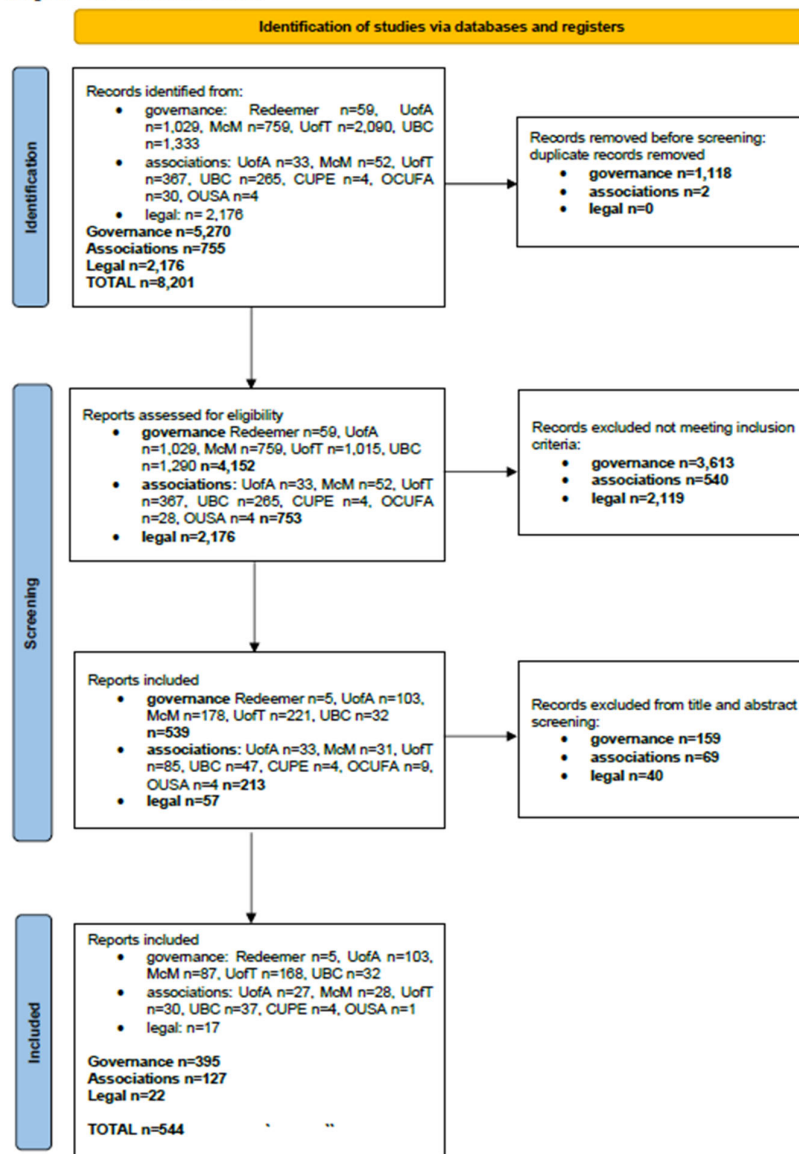 Identification of studies via databases and registers
Identification
Records identified from:
• governance: Redeemer n=59, UofA
n=1,029, McM n=759, UofT n=2,090, UBC
n=1,333
• associations: UofA n=33, McM n=52, UofT
n=367, UBC n=265, CUPE n=4, OCUFA
n=30, OUSA n=4
• legal: n= 2,176
Governance n=5,270
Associations n=755
Legal n=2,176
TOTAL n=8,201
Records removed before screening:
duplicate records removed
• governance n=1,118
• associations n=2
• legal n=0
Screening
Reports assessed for eligibility
• governance Redeemer n=59, UofA
n=1,029, McM n=759, UofT n=1,015, UBC
n=1,290 n=4,152
• associations: UofA n=33, McM n=52, UofT
n=367, UBC n=265, CUPE n=4, OCUFA
n=28, OUSA n=4 n=753
• legal n=2,176
Records excluded not meeting inclusion
criteria:
• governance n=3,613
• associations n=540
• legal n=2,119
Reports included
• governance Redeemer n=5, UofA n=103,
McM n=178, UofT n=221, UBC n=32
n=539
• associations: UofA n=33, McM n=31, UofT
n=85, UBC n=47, CUPE n=4, OCUFA n=9,
OUSA n=4 n=213
• legal n=57
Records excluded from title and abstract
screening:
• governance n=159
• associations n=69
• legal n=40
Included
Reports included
• governance: Redeemer n=5, UofA n=103,
McM n=87, UofT n=168, UBC n=32
• associations: UofA n=27, McM n=28, UofT
n=30, UBC n=37, CUPE n=4, OUSA n=1
• legal: n=17
Governance n=395
Associations n=127
Legal n=22
TOTAL n=544